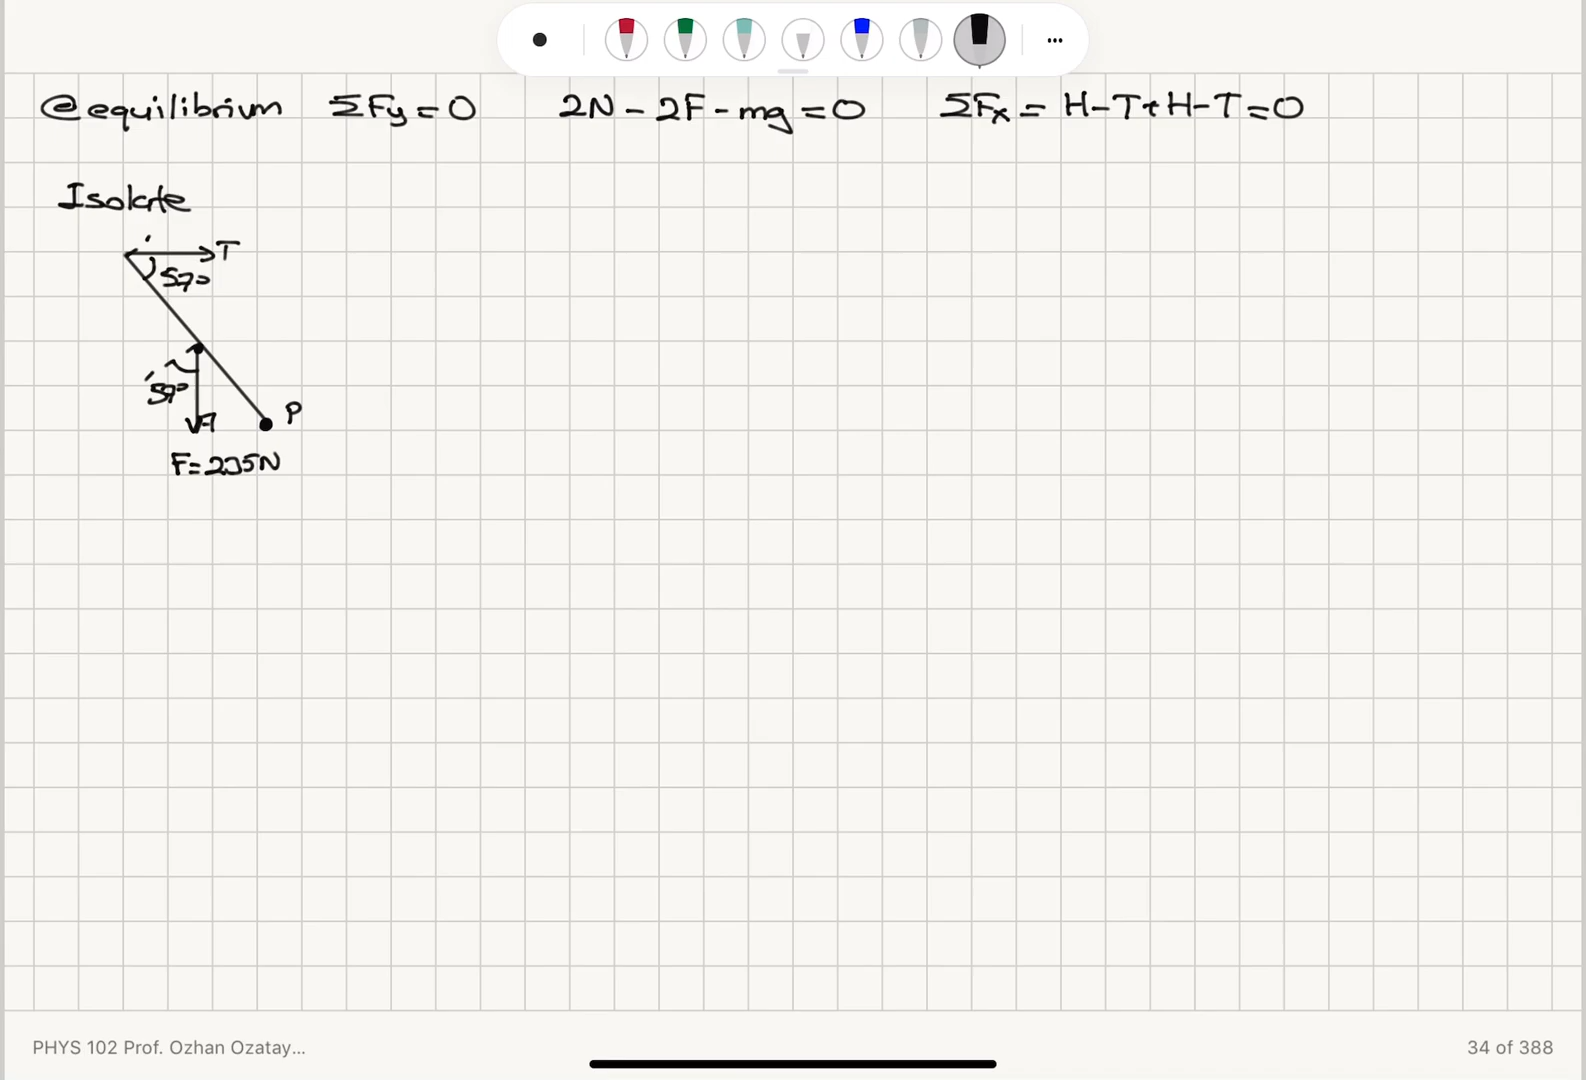 @equilibrium ΣFy=0 2N-2F-mg=0 ΣFx= H-T+H-T=0
Isolate
T
57°
57°
P
F=235N
PHYS 102 Prof. Ozhan Ozatay...
34 of 388